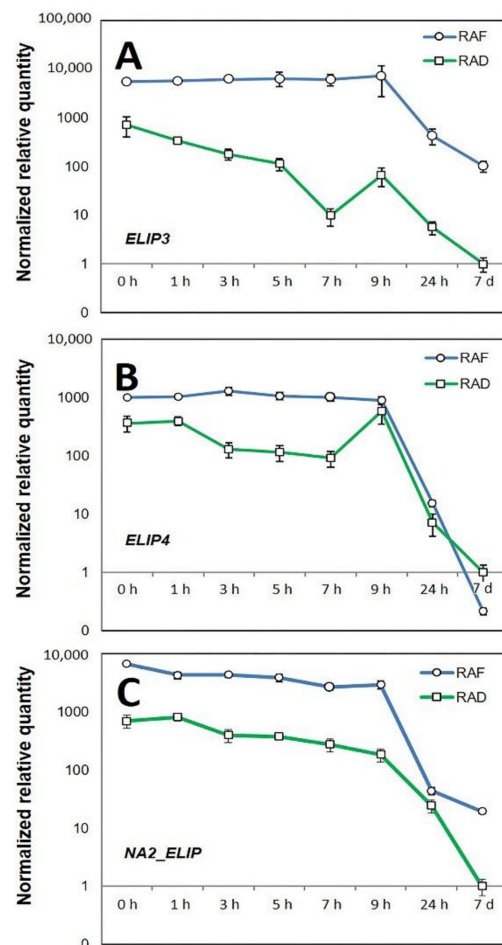 A
Normalized relative quantity
100,000
10,000
1000
100
10
1
0
RAF
RAD
ELIP3
0 h 1 h 3 h 5 h 7 h 9 h 24 h 7 d
B
Normalized relative quantity
10,000
1000
100
10
1
0
RAF
RAD
ELIP4
0 h 1 h 3 h 5 h 7 h 9 h 24 h 7 d
C
Normalized relative quantity
10,000
1000
100
10
1
0
RAF
RAD
NA2_ELIP
0 h 1 h 3 h 5 h 7 h 9 h 24 h 7 d